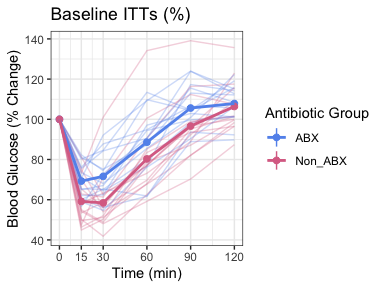 Baseline ITTs (%)
Blood Glucose (% Change)
140
120
100
80
60
40
0 15 30 60 90 120
Time (min)
Antibiotic Group
ABX
Non_ABX